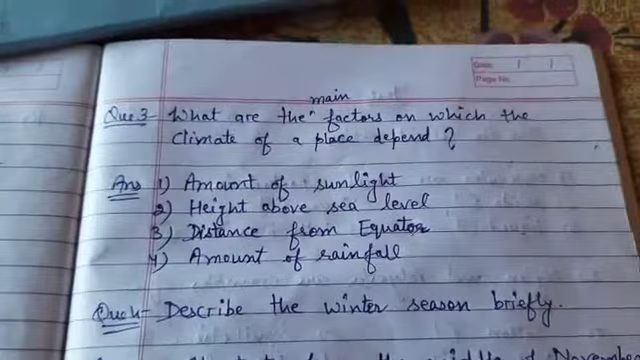 Date: / /
Page No.
main
Que 3- What are the factors on which the
Climate of a place depend ?
Ans 1) Amount of sunlight
2) Height above sea level
3) Distance from Equator
4) Amount of rainfall
Que 4- Describe the winter season briefly.
November